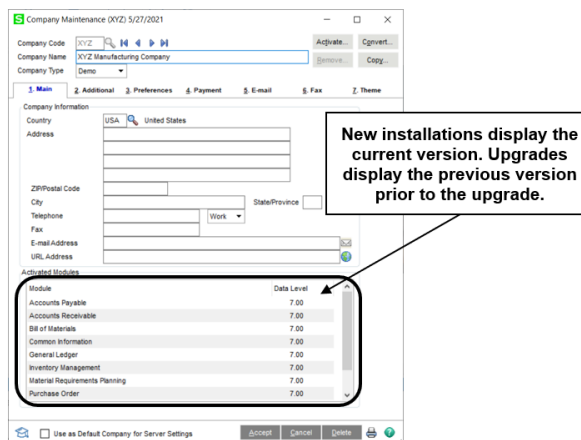 S Company Maintenance (XYZ) 5/27/2021
Company Code XYZ Activate... Convert...
Company Name XYZ Manufacturing Company Remove... Copy...
Company Type Demo
1. Main 2. Additional 3. Preferences 4. Payment 5. E-mail 6. Fax 7. Theme
Company Information
Country USA United States
Address
ZIP/Postal Code
City State/Province
Telephone Work
Fax
E-mail Address
URL Address
New installations display the
current version. Upgrades
display the previous version
prior to the upgrade.
Activated Modules
Module Data Level
Accounts Payable 7.00
Accounts Receivable 7.00
Bill of Materials 7.00
Common Information 7.00
General Ledger 7.00
Inventory Management 7.00
Material Requirements Planning 7.00
Purchase Order 7.00
Use as Default Company for Server Settings Accept Cancel Delete